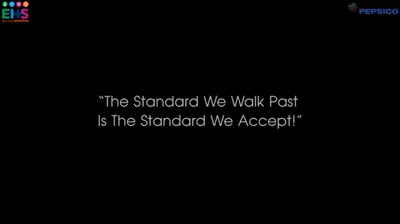 EHS
PEPSICO
“The Standard We Walk Past
Is The Standard We Accept!”